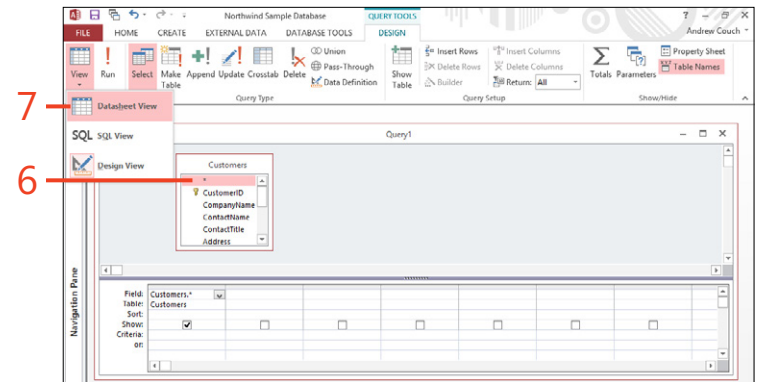 Northwind Sample Database QUERY TOOLS ? – X
FILE HOME CREATE EXTERNAL DATA DATABASE TOOLS DESIGN Andrew Couch
View Run Select Make Table Append Update Crosstab Delete
Union
Pass-Through
Data Definition
Show Table
Insert Rows
Delete Rows
Builder
Insert Columns
Delete Columns
Return: All
Totals Parameters
Property Sheet
Table Names
Query Type Query Setup Show/Hide
7
Datasheet View
SQL SQL View
Design View
Query1
6
Customers
*
CustomerID
CompanyName
ContactName
ContactTitle
Address
Navigation Pane
Field: Customers.*
Table: Customers
Sort:
Show:
Criteria:
or: